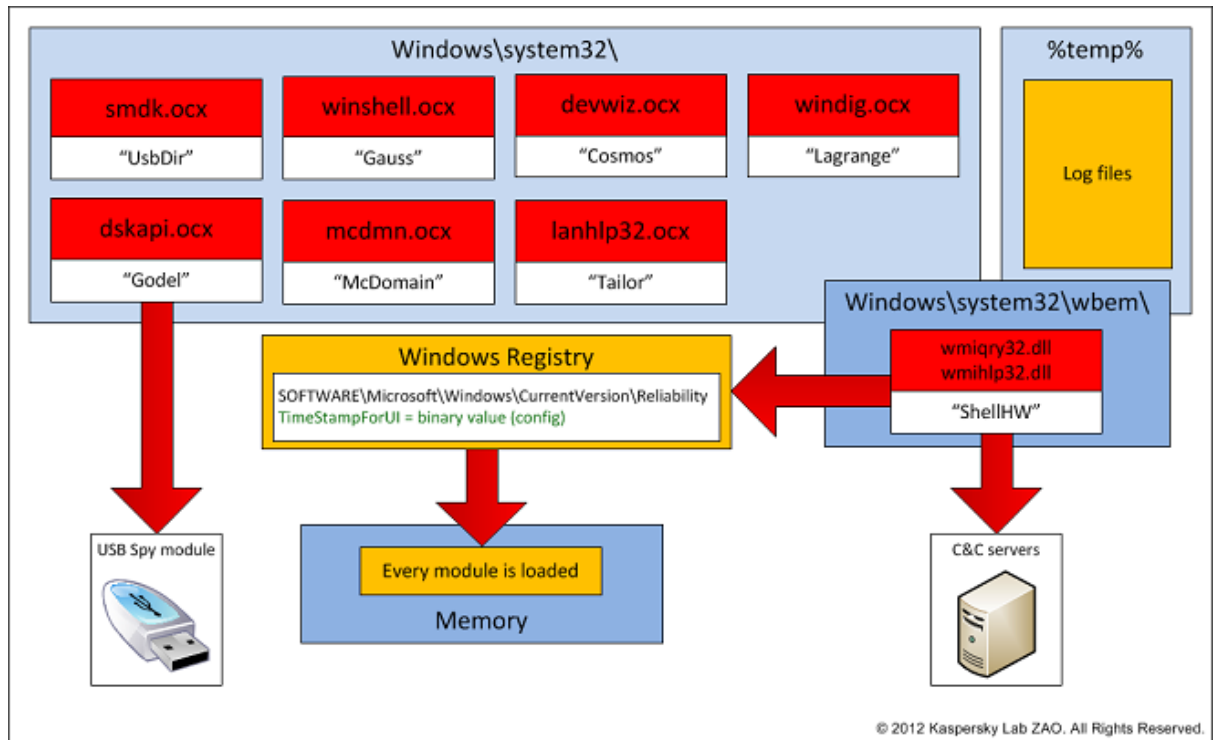 Windows\system32\
%temp%
smdk.ocx
“UsbDir”
winshell.ocx
“Gauss”
devwiz.ocx
“Cosmos”
windig.ocx
“Lagrange”
Log files
dskapi.ocx
“Godel”
mcdmn.ocx
“McDomain”
lanhlp32.ocx
“Tailor”
Windows\system32\wbem\
wmiqry32.dll
wmihlp32.dll
“ShellHW”
Windows Registry
SOFTWARE\Microsoft\Windows\CurrentVersion\Reliability
TimeStampForUI = binary value (config)
USB Spy module
Every module is loaded
Memory
C&C servers
© 2012 Kaspersky Lab ZAO. All Rights Reserved.